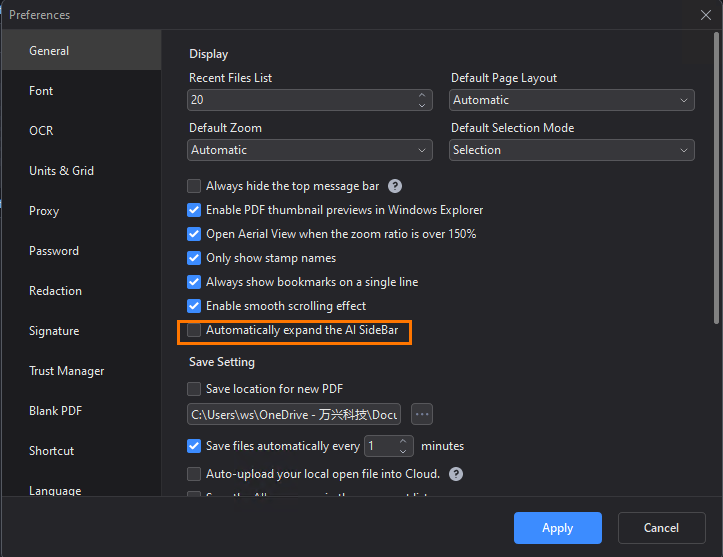 Preferences
General
Font
OCR
Units & Grid
Proxy
Password
Redaction
Signature
Trust Manager
Blank PDF
Shortcut
Language
Display
Recent Files List
20
Default Page Layout
Automatic
Default Zoom
Automatic
Default Selection Mode
Selection
Always hide the top message bar ?
Enable PDF thumbnail previews in Windows Explorer
Open Aerial View when the zoom ratio is over 150%
Only show stamp names
Always show bookmarks on a single line
Enable smooth scrolling effect
Automatically expand the AI SideBar
Save Setting
Save location for new PDF
C:\Users\ws\OneDrive - 万兴科技\Docu ...
Save files automatically every 1 minutes
Auto-upload your local open file into Cloud. ?
Apply
Cancel